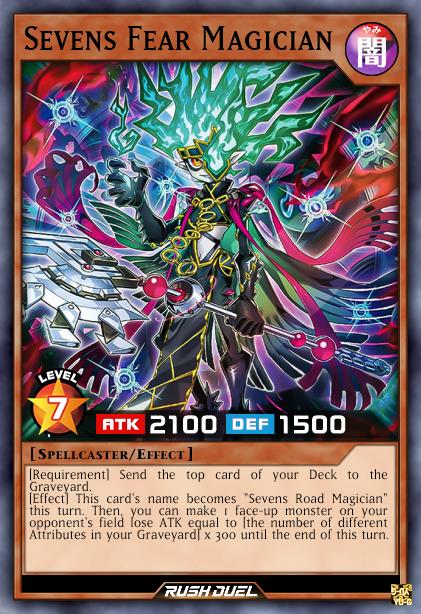 SEVENS FEAR MAGICIAN
やみ
闇
LEVEL
7
ATK 2100 DEF 1500
[SPELLCASTER/EFFECT]
[Requirement] Send the top card of your Deck to the
Graveyard.
[Effect] This card's name becomes "Sevens Road Magician"
this turn. Then, you can make 1 face-up monster on your
opponent's field lose ATK equal to [the number of different
Attributes in your Graveyard] x 300 until the end of this turn.
RUSH DUEL